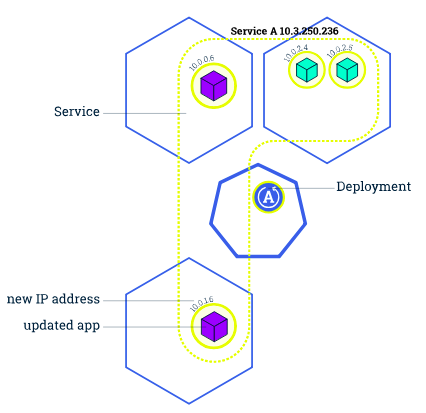 Service A 10.3.250.236
10.0.0.6
10.0.2.4
10.0.2.5
Service
A
Deployment
new IP address
10.0.1.6
updated app